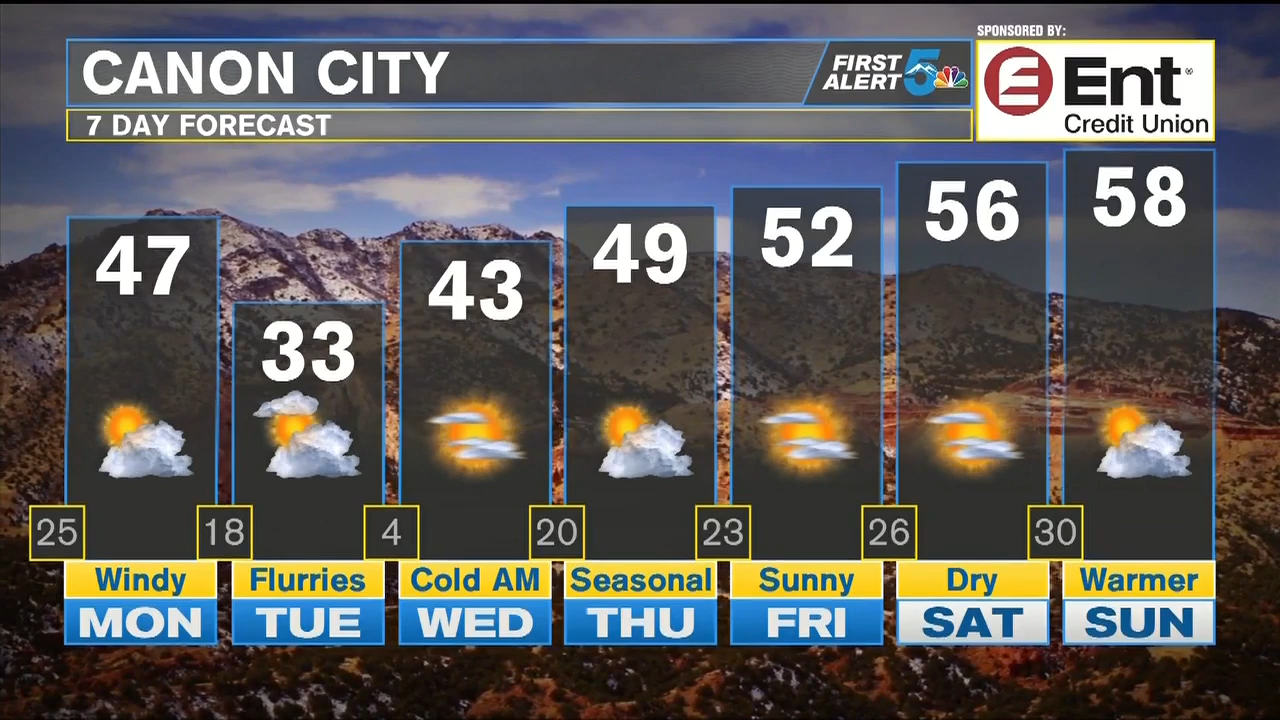 SPONSORED BY:
CANON CITY
FIRST
ALERT 5
Ent
Credit Union
7 DAY FORECAST
47 33 43 49 52 56 58
25 18 4 20 23 26 30
Windy Flurries Cold AM Seasonal Sunny Dry Warmer
MON TUE WED THU FRI SAT SUN